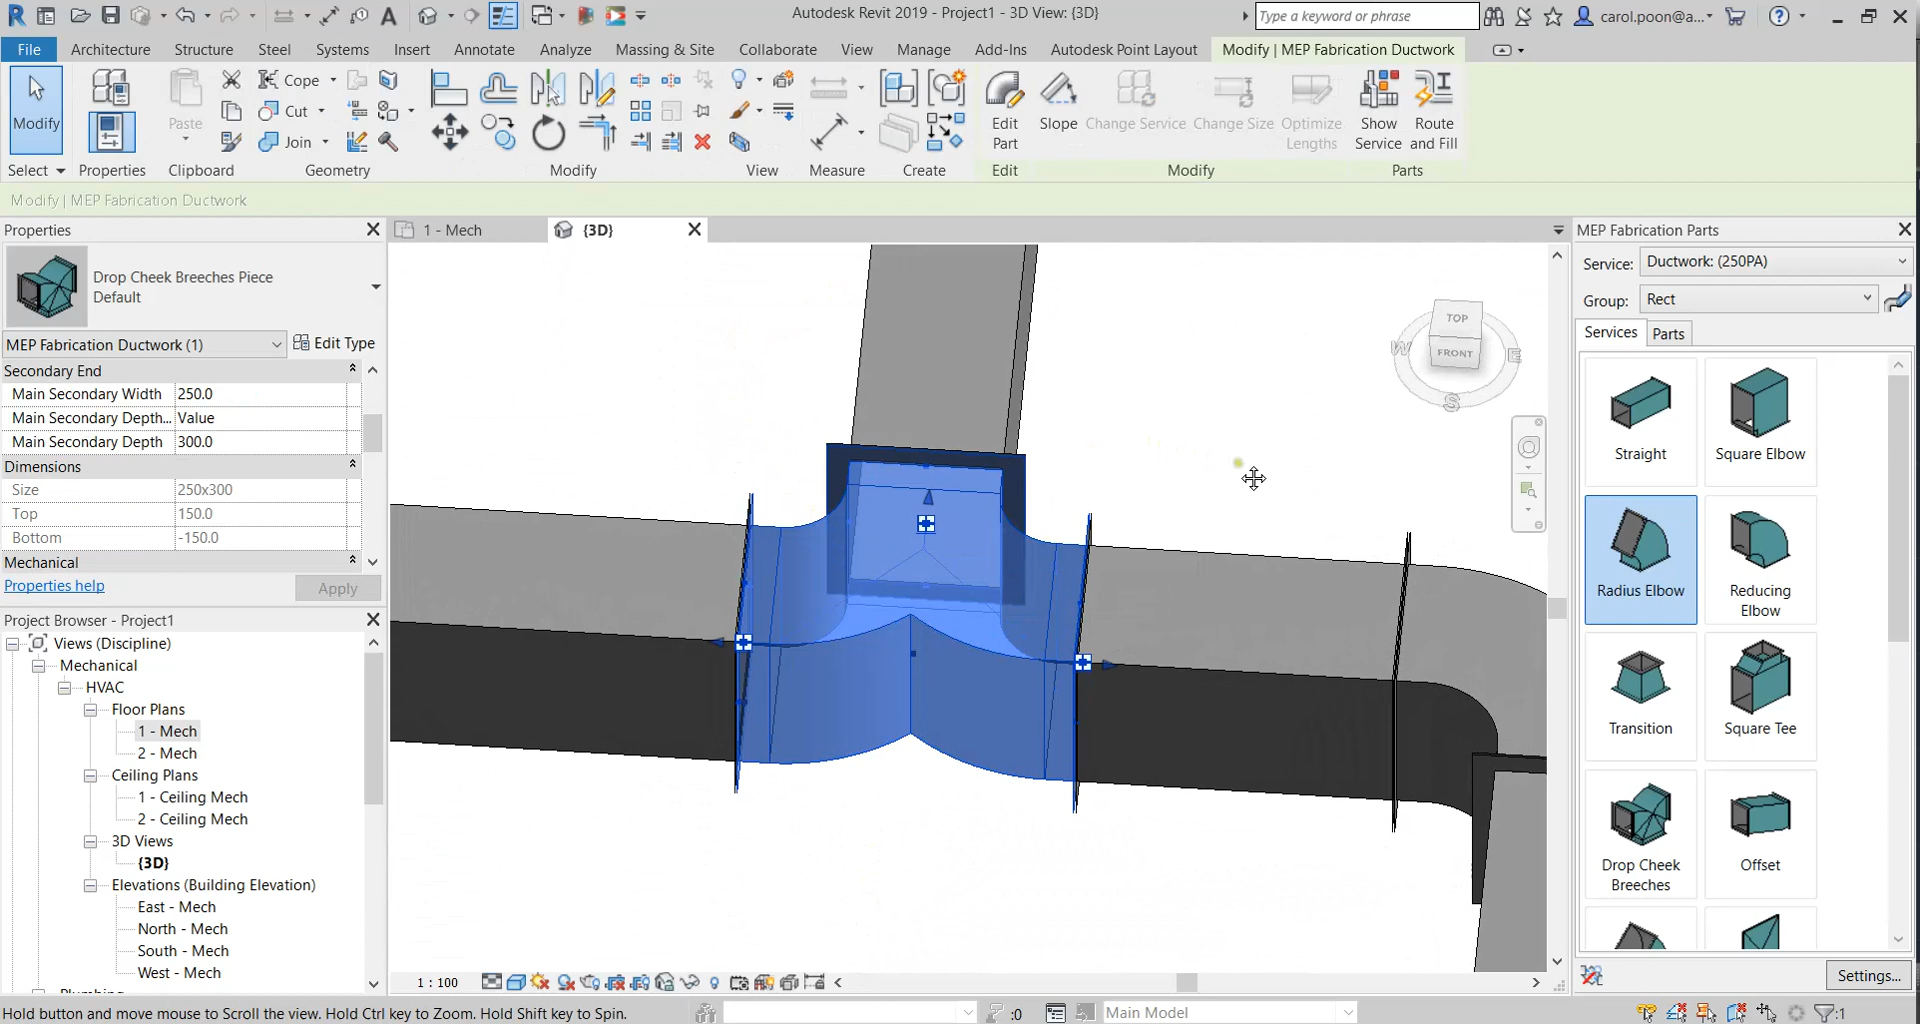 Autodesk Revit 2019 - Project1 - 3D View: {3D}
Type a keyword or phrase
carol.poon@a...
File
Architecture
Structure
Steel
Systems
Insert
Annotate
Analyze
Massing & Site
Collaborate
View
Manage
Add-Ins
Autodesk Point Layout
Modify | MEP Fabrication Ductwork
Modify
Paste
Cope
Cut
Join
Edit Part
Slope
Change Service
Change Size
Optimize Lengths
Show Service
Route and Fill
Select
Properties
Clipboard
Geometry
Modify
View
Measure
Create
Edit
Modify
Parts
Modify | MEP Fabrication Ductwork
Properties
Drop Cheek Breeches Piece
Default
MEP Fabrication Ductwork (1)
Edit Type
Secondary End
Main Secondary Width 250.0
Main Secondary Depth... Value
Main Secondary Depth 300.0
Dimensions
Size 250x300
Top 150.0
Bottom -150.0
Mechanical
Properties help
Apply
Project Browser - Project1
Views (Discipline)
Mechanical
HVAC
Floor Plans
1 - Mech
2 - Mech
Ceiling Plans
1 - Ceiling Mech
2 - Ceiling Mech
3D Views
{3D}
Elevations (Building Elevation)
East - Mech
North - Mech
South - Mech
West - Mech
1 - Mech
{3D}
TOP
FRONT
W
E
S
1 : 100
MEP Fabrication Parts
Service: Ductwork: (250PA)
Group: Rect
Services
Parts
Straight
Square Elbow
Radius Elbow
Reducing Elbow
Transition
Square Tee
Drop Cheek Breeches
Offset
Settings...
Hold button and move mouse to Scroll the view. Hold Ctrl key to Zoom. Hold Shift key to Spin.
:0
Main Model
:1